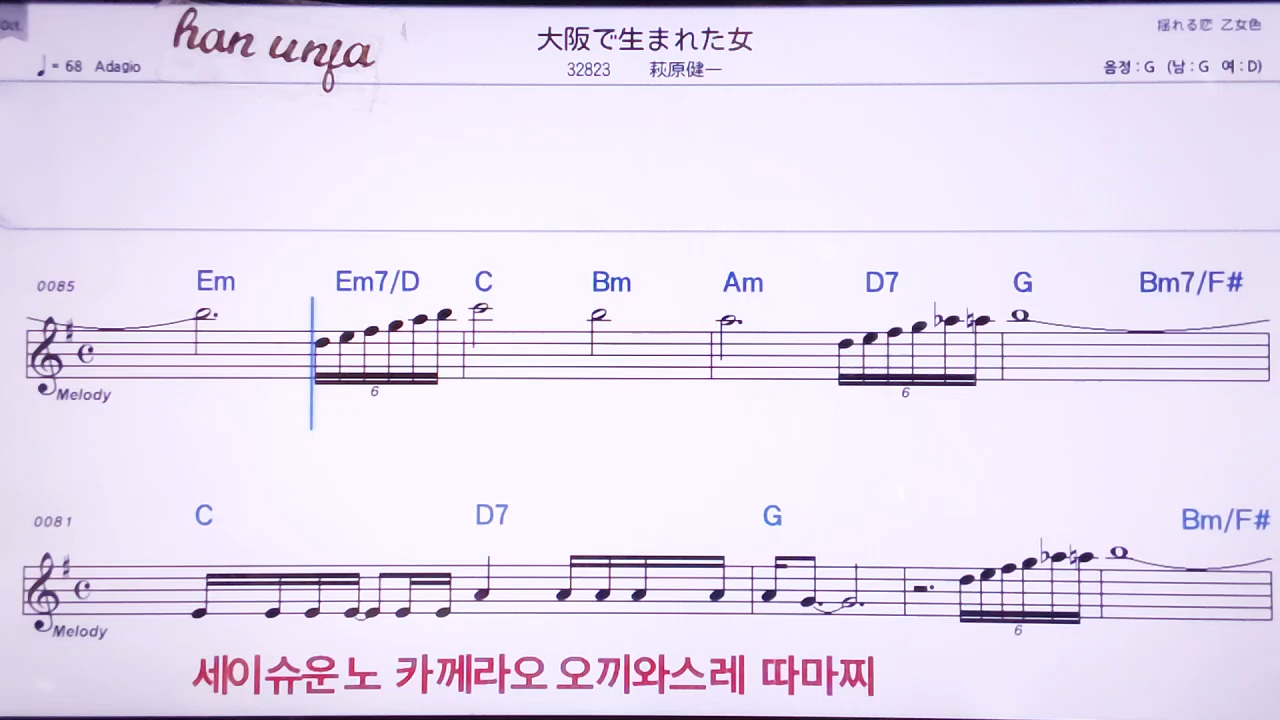 Oct.
han unfa
大阪で生まれた女
揺れる恋 乙女色
♩ = 68 Adagio
32823 萩原健一
음정 : G (남 : G 여 : D)
0085 Em Em7/D C Bm Am D7 G Bm7/F#
Melody
6 6
0081 C D7 G Bm/F#
Melody
6
세이슈운노 카께라오 오끼와스레 따마찌